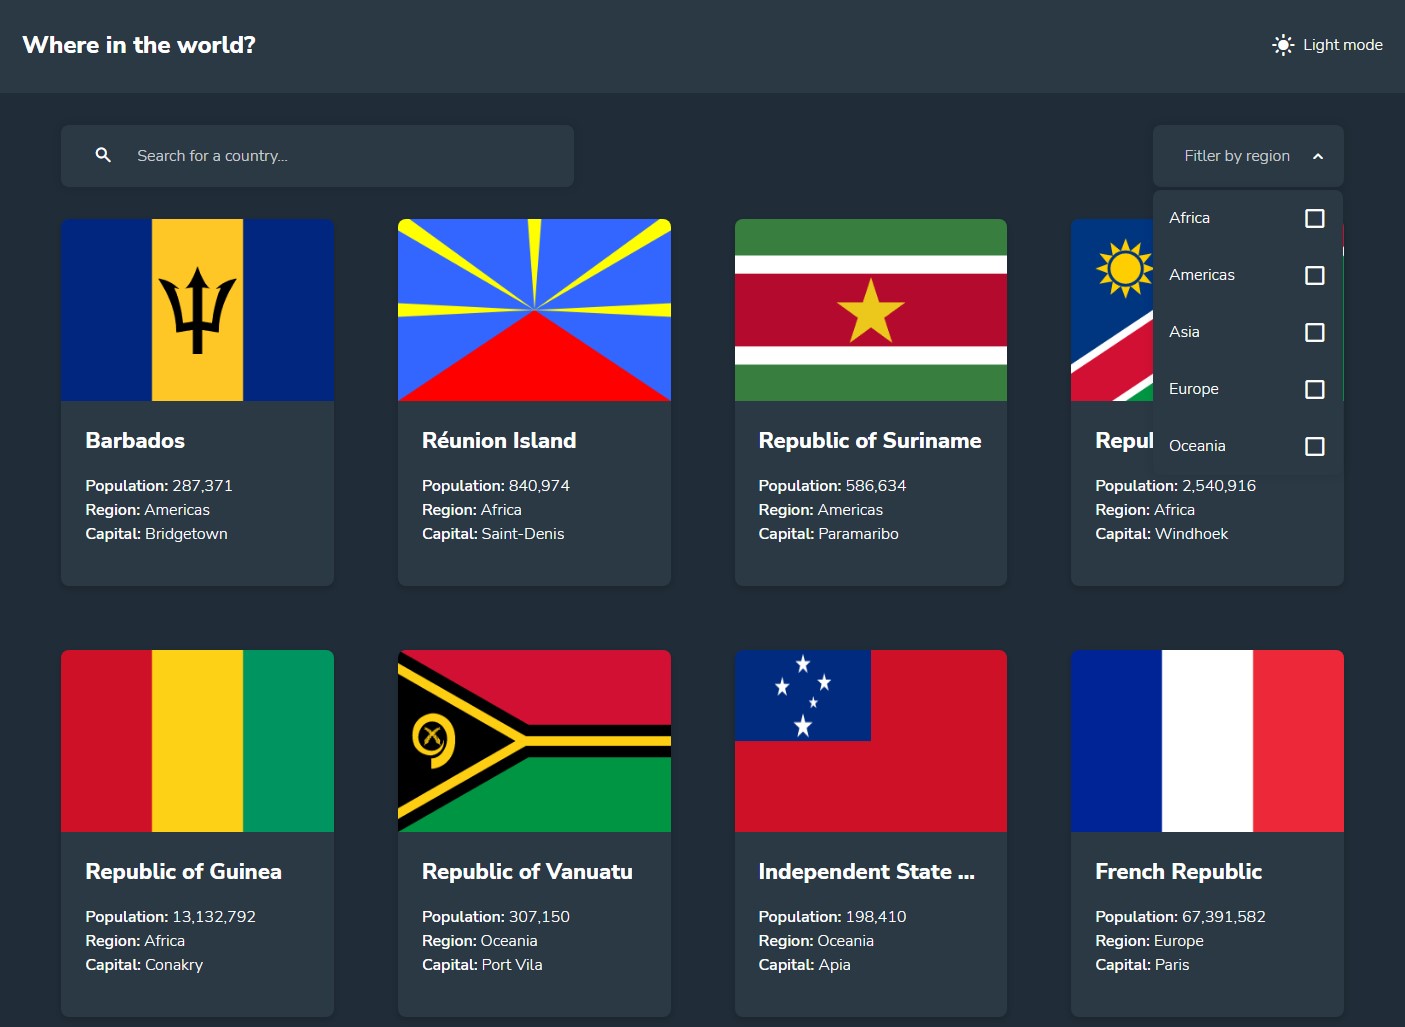 Where in the world?
Light mode
Search for a country...
Fitler by region
Africa
Americas
Asia
Europe
Oceania
Barbados
Population: 287,371
Region: Americas
Capital: Bridgetown
Réunion Island
Population: 840,974
Region: Africa
Capital: Saint-Denis
Republic of Suriname
Population: 586,634
Region: Americas
Capital: Paramaribo
Population: 2,540,916
Region: Africa
Capital: Windhoek
Republic of Guinea
Population: 13,132,792
Region: Africa
Capital: Conakry
Republic of Vanuatu
Population: 307,150
Region: Oceania
Capital: Port Vila
Independent State ...
Population: 198,410
Region: Oceania
Capital: Apia
French Republic
Population: 67,391,582
Region: Europe
Capital: Paris